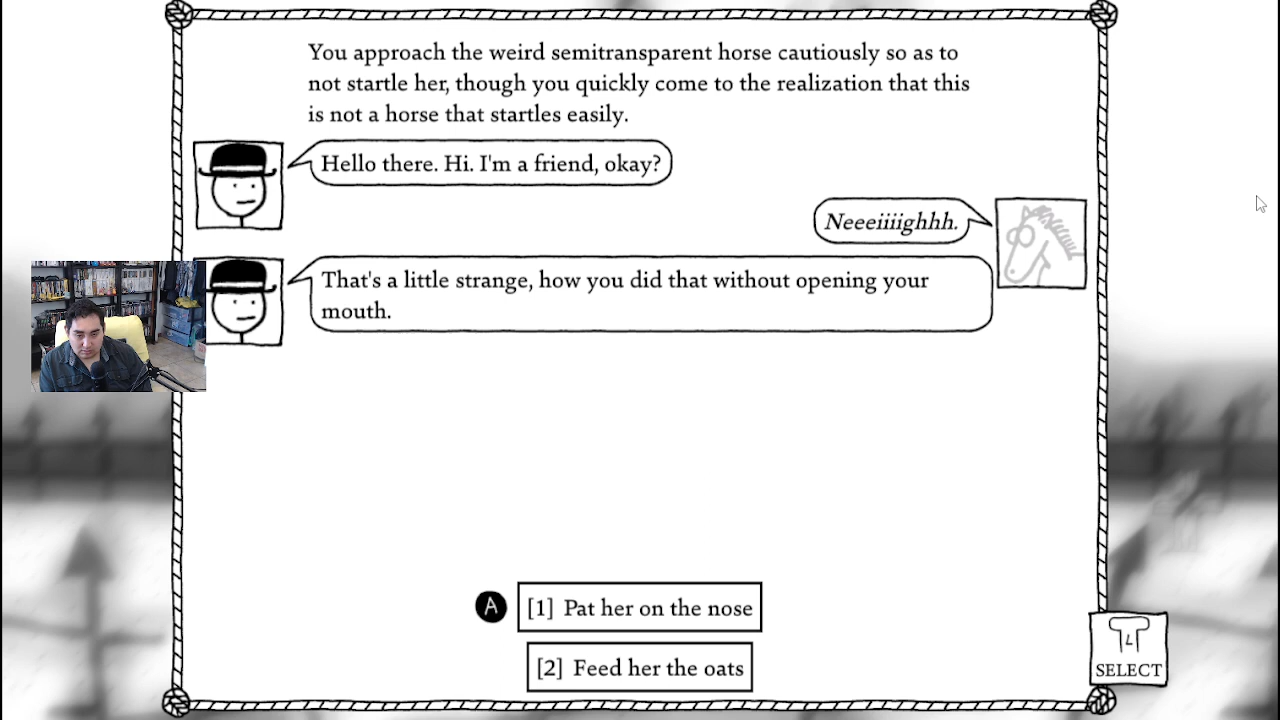 You approach the weird semitransparent horse cautiously so as to
not startle her, though you quickly come to the realization that this
is not a horse that startles easily.
Hello there. Hi. I'm a friend, okay?
Neeeiiiighhh.
That's a little strange, how you did that without opening your
mouth.
A [1] Pat her on the nose
[2] Feed her the oats
L
SELECT